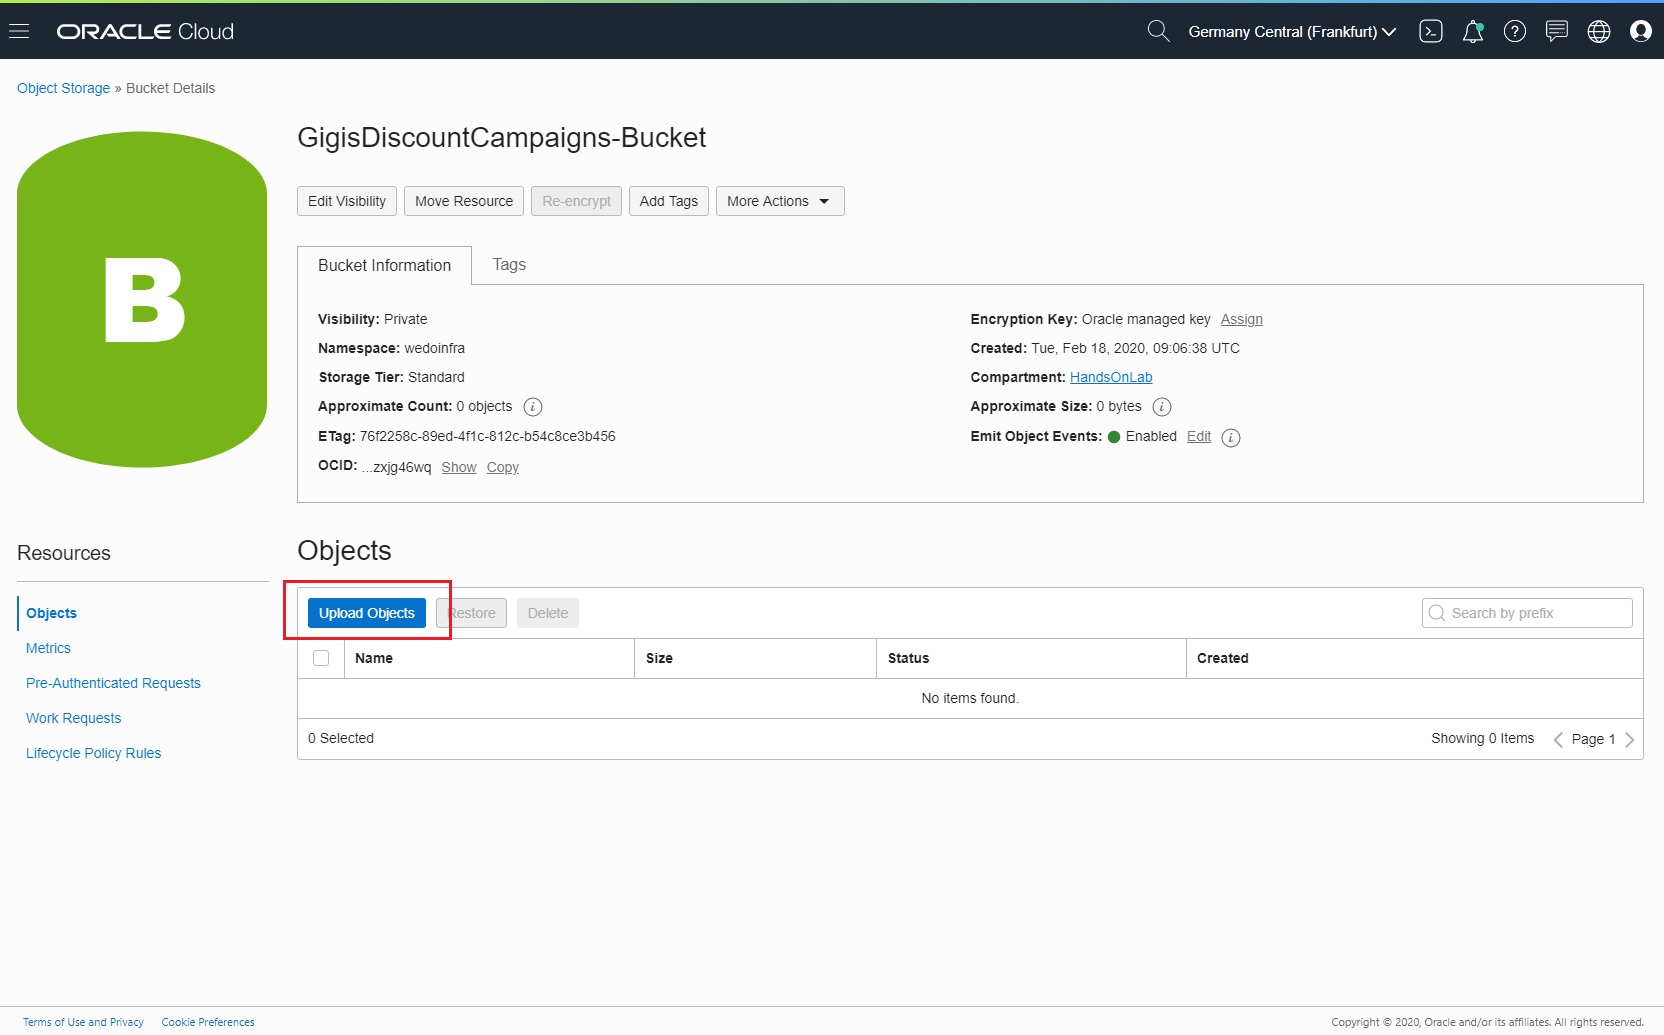 ORACLE Cloud
Germany Central (Frankfurt)
Object Storage » Bucket Details
B
GigisDiscountCampaigns-Bucket
Edit Visibility Move Resource Re-encrypt Add Tags More Actions
Bucket Information Tags
Visibility: Private
Namespace: wedoinfra
Storage Tier: Standard
Approximate Count: 0 objects i
ETag: 76f2258c-89ed-4f1c-812c-b54c8ce3b456
OCID: ...zxjg46wq Show Copy
Encryption Key: Oracle managed key Assign
Created: Tue, Feb 18, 2020, 09:06:38 UTC
Compartment: HandsOnLab
Approximate Size: 0 bytes i
Emit Object Events: Enabled Edit i
Resources
Objects
Metrics
Pre-Authenticated Requests
Work Requests
Lifecycle Policy Rules
Objects
Upload Objects Restore Delete Search by prefix
Name Size Status Created
No items found.
0 Selected Showing 0 Items Page 1
Terms of Use and Privacy Cookie Preferences Copyright © 2020, Oracle and/or its affiliates. All rights reserved.